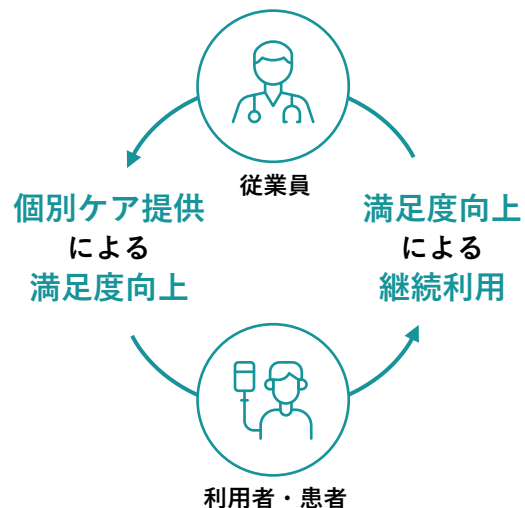 従業員
個別ケア提供
による
満足度向上
満足度向上
による
継続利用
利用者・患者